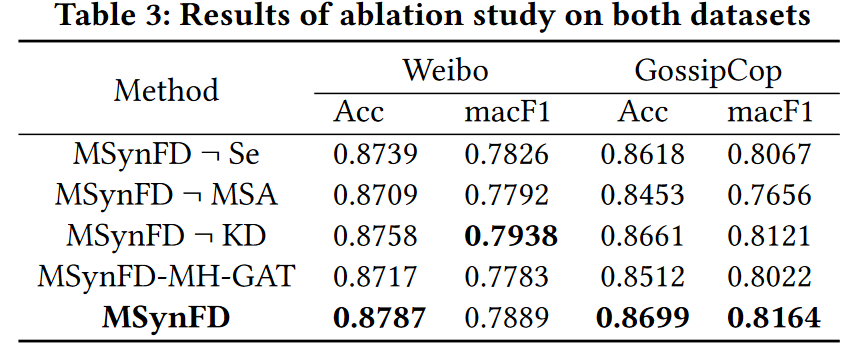 Table 3: Results of ablation study on both datasets
Method Weibo GossipCop
Acc macF1 Acc macF1
MSynFD ¬ Se 0.8739 0.7826 0.8618 0.8067
MSynFD ¬ MSA 0.8709 0.7792 0.8453 0.7656
MSynFD ¬ KD 0.8758 0.7938 0.8661 0.8121
MSynFD-MH-GAT 0.8717 0.7783 0.8512 0.8022
MSynFD 0.8787 0.7889 0.8699 0.8164